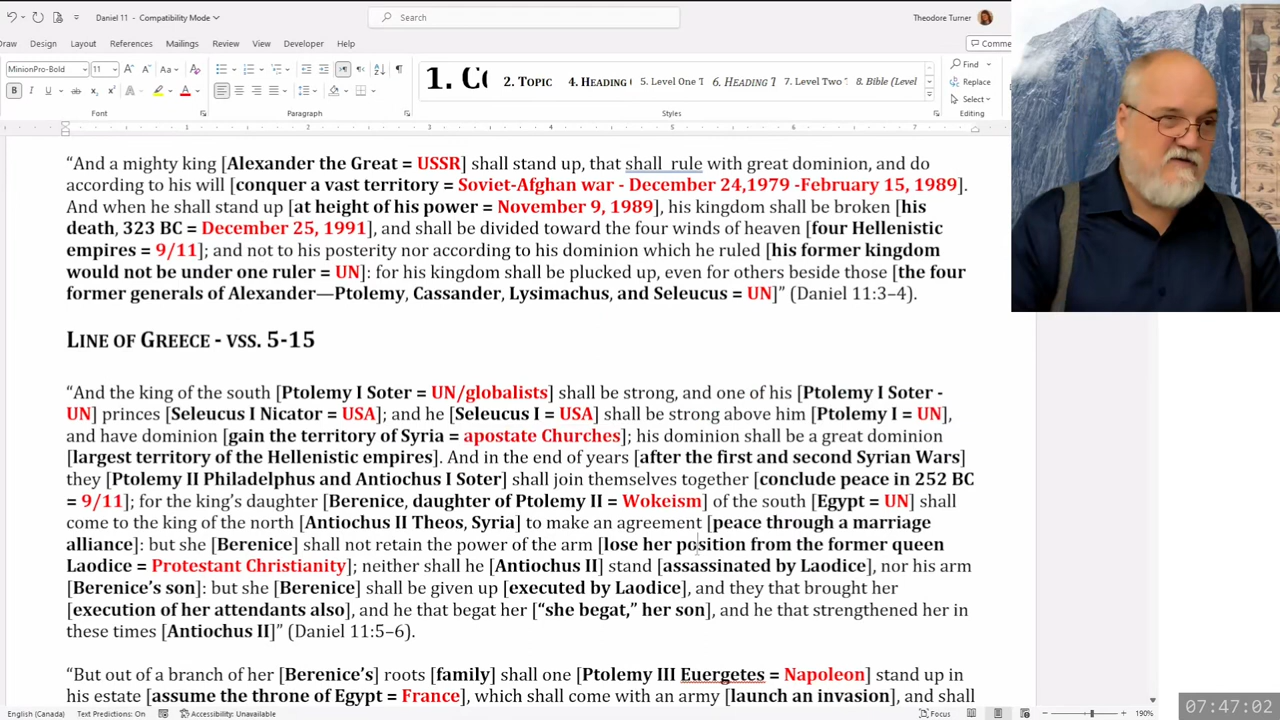 Daniel 11 - Compatibility Mode
Search
Theodore Turner
Draw Design Layout References Mailings Review View Developer Help
Comme
MinionPro-Bold 11
1. Co 2. Topic 4. Heading 5. Level One T 6. Heading T 7. Level Two T 8. Bible (Level
Find
Replace
Select
Font Paragraph Styles Editing
1 2 3 4 5 6 7
“And a mighty king [Alexander the Great = USSR] shall stand up, that shall rule with great dominion, and do
according to his will [conquer a vast territory = Soviet-Afghan war - December 24,1979 -February 15, 1989].
And when he shall stand up [at height of his power = November 9, 1989], his kingdom shall be broken [his
death, 323 BC = December 25, 1991], and shall be divided toward the four winds of heaven [four Hellenistic
empires = 9/11]; and not to his posterity nor according to his dominion which he ruled [his former kingdom
would not be under one ruler = UN]: for his kingdom shall be plucked up, even for others beside those [the four
former generals of Alexander—Ptolemy, Cassander, Lysimachus, and Seleucus = UN]” (Daniel 11:3–4).
Line of Greece - vss. 5-15
“And the king of the south [Ptolemy I Soter = UN/globalists] shall be strong, and one of his [Ptolemy I Soter -
UN] princes [Seleucus I Nicator = USA]; and he [Seleucus I = USA] shall be strong above him [Ptolemy I = UN],
and have dominion [gain the territory of Syria = apostate Churches]; his dominion shall be a great dominion
[largest territory of the Hellenistic empires]. And in the end of years [after the first and second Syrian Wars]
they [Ptolemy II Philadelphus and Antiochus I Soter] shall join themselves together [conclude peace in 252 BC
= 9/11]; for the king’s daughter [Berenice, daughter of Ptolemy II = Wokeism] of the south [Egypt = UN] shall
come to the king of the north [Antiochus II Theos, Syria] to make an agreement [peace through a marriage
alliance]: but she [Berenice] shall not retain the power of the arm [lose her position from the former queen
Laodice = Protestant Christianity]; neither shall he [Antiochus II] stand [assassinated by Laodice], nor his arm
[Berenice’s son]: but she [Berenice] shall be given up [executed by Laodice], and they that brought her
[execution of her attendants also], and he that begat her [“she begat,” her son], and he that strengthened her in
these times [Antiochus II]” (Daniel 11:5–6).
“But out of a branch of her [Berenice’s] roots [family] shall one [Ptolemy III Euergetes = Napoleon] stand up in
his estate [assume the throne of Egypt = France], which shall come with an army [launch an invasion], and shall
English (Canada) Text Predictions: On Accessibility: Unavailable Focus 190%
07:47:02